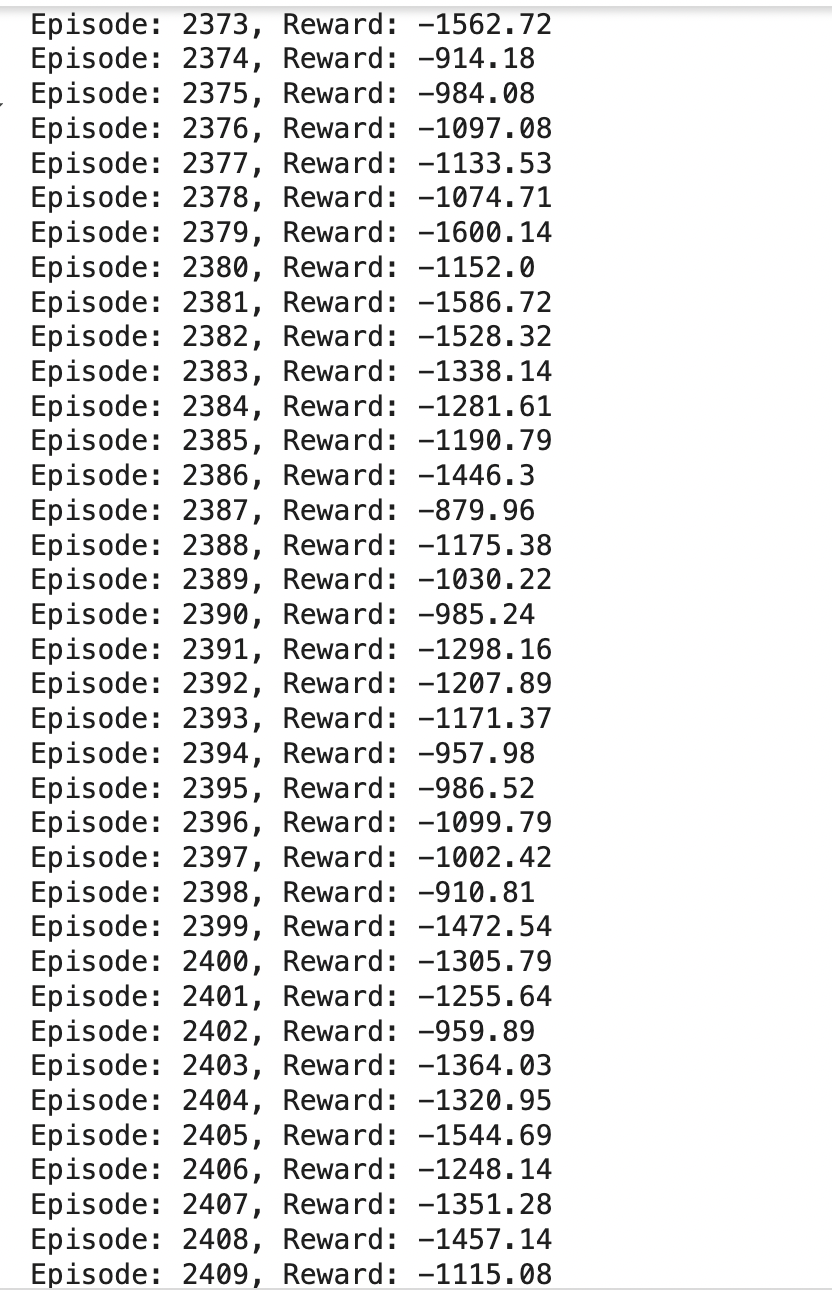 Episode: 2373, Reward: -1562.72
Episode: 2374, Reward: -914.18
Episode: 2375, Reward: -984.08
Episode: 2376, Reward: -1097.08
Episode: 2377, Reward: -1133.53
Episode: 2378, Reward: -1074.71
Episode: 2379, Reward: -1600.14
Episode: 2380, Reward: -1152.0
Episode: 2381, Reward: -1586.72
Episode: 2382, Reward: -1528.32
Episode: 2383, Reward: -1338.14
Episode: 2384, Reward: -1281.61
Episode: 2385, Reward: -1190.79
Episode: 2386, Reward: -1446.3
Episode: 2387, Reward: -879.96
Episode: 2388, Reward: -1175.38
Episode: 2389, Reward: -1030.22
Episode: 2390, Reward: -985.24
Episode: 2391, Reward: -1298.16
Episode: 2392, Reward: -1207.89
Episode: 2393, Reward: -1171.37
Episode: 2394, Reward: -957.98
Episode: 2395, Reward: -986.52
Episode: 2396, Reward: -1099.79
Episode: 2397, Reward: -1002.42
Episode: 2398, Reward: -910.81
Episode: 2399, Reward: -1472.54
Episode: 2400, Reward: -1305.79
Episode: 2401, Reward: -1255.64
Episode: 2402, Reward: -959.89
Episode: 2403, Reward: -1364.03
Episode: 2404, Reward: -1320.95
Episode: 2405, Reward: -1544.69
Episode: 2406, Reward: -1248.14
Episode: 2407, Reward: -1351.28
Episode: 2408, Reward: -1457.14
Episode: 2409, Reward: -1115.08